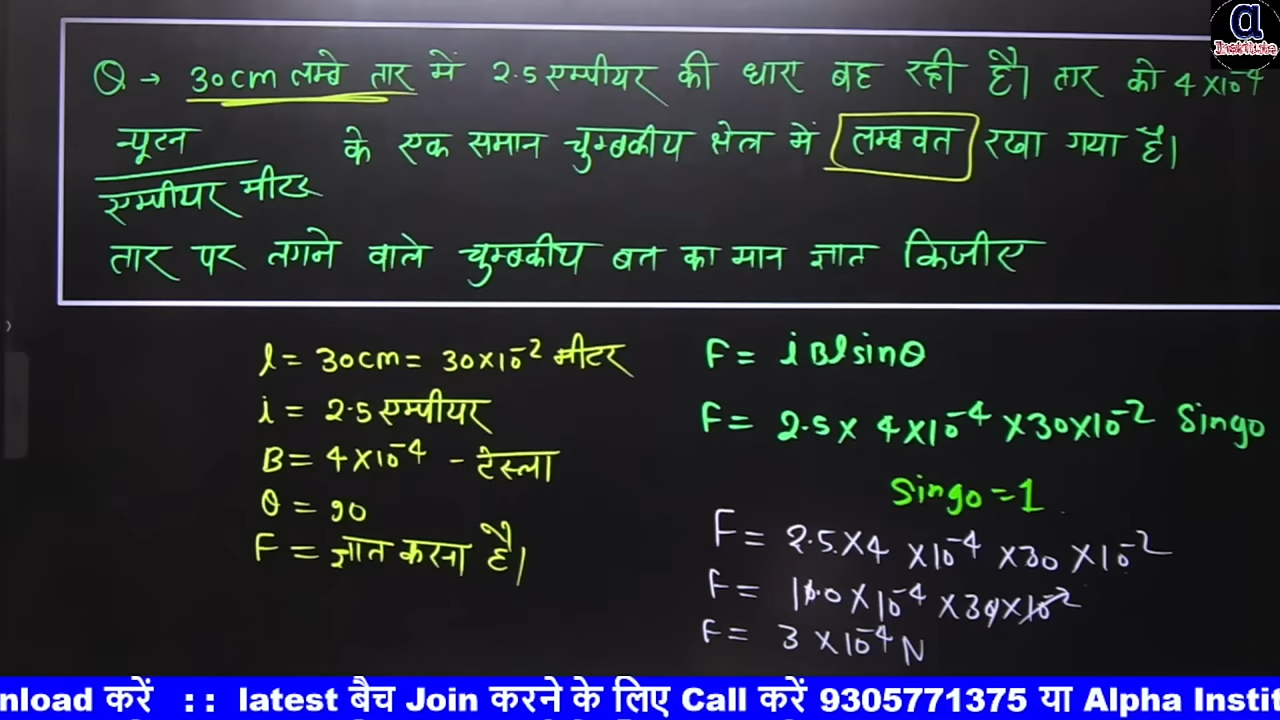 α
Institute
Q → 30cm लम्बे तार में 2.5 एम्पीयर की धारा बह रही है। तार को 4×10⁻⁴
न्यूटन/एम्पीयर मीटर के एक समान चुम्बकीय क्षेत्र में लम्बवत रखा गया है।
तार पर लगने वाले चुम्बकीय बल का मान ज्ञात किजीए
l = 30cm = 30×10⁻² मीटर
i = 2.5 एम्पीयर
B = 4×10⁻⁴ - टेस्ला
θ = 90
F = ज्ञात करना है।
F = iBl sinθ
F = 2.5× 4×10⁻⁴ ×30×10⁻² Sin90
Sin90=1
F = 2.5×4 ×10⁻⁴ ×30 ×10⁻²
F = 10.0×10⁻⁴ ×30×10⁻²
F = 3 ×10⁻⁴ N
nload करें :: latest बैच Join करने के लिए Call करें 9305771375 या Alpha Instit